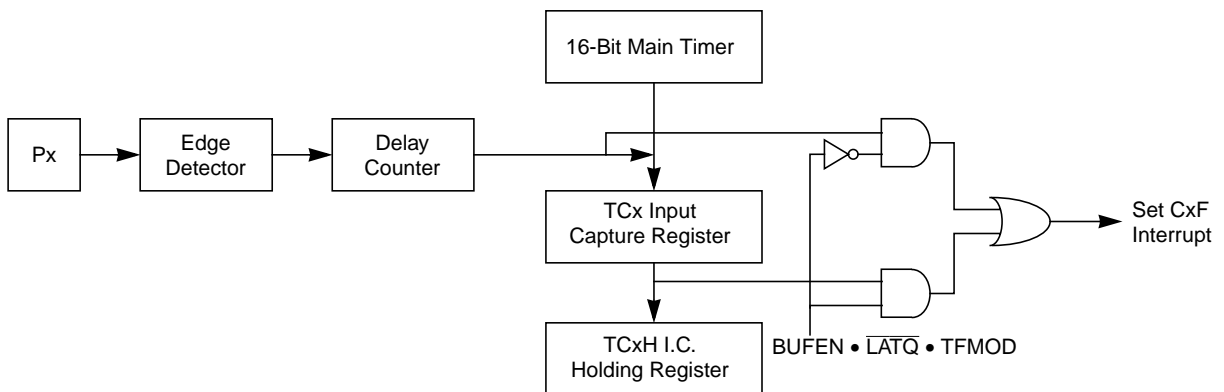 16-Bit Main Timer
Px
Edge
Detector
Delay
Counter
TCx Input
Capture Register
Set CxF
Interrupt
TCxH I.C.
Holding Register
BUFEN • L̅A̅T̅Q̅ • TFMOD